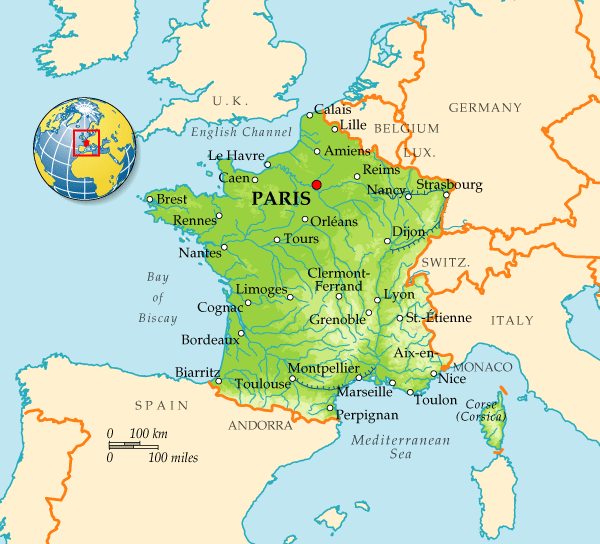 U.K.
Calais
GERMANY
Lille
English Channel
BELGIUM
Amiens
LUX.
Le Havre
Reims
Caen
Nancy
Strasbourg
PARIS
Brest
Rennes
Orléans
Dijon
Tours
Nantes
SWITZ.
Clermont-
Ferrand
Bay
of
Biscay
Limoges
Lyon
Cognac
Grenoble
St.-Étienne
ITALY
Bordeaux
Aix-en-
MONACO
Biarritz
Montpellier
Nice
Toulouse
Marseille
Toulon
Corse
(Corsica)
SPAIN
Perpignan
ANDORRA
Mediterranean
Sea
0 100 km
0 100 miles